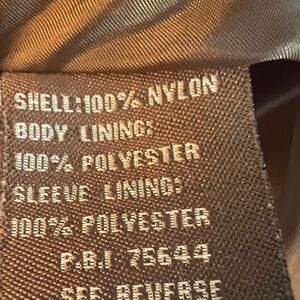 SHELL:100% NYLON
BODY LINING:
100% POLYESTER
SLEEVE LINING:
100% POLYESTER
P.B.I 75644
SEE REVERSE